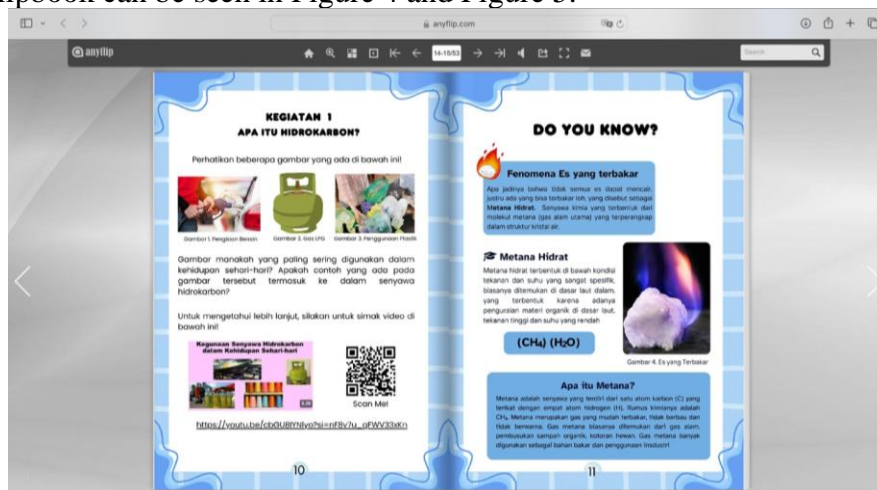 flipbook can be seen in Figure 4 and Figure 5.
anyflip.com
anyflip
14-15/53
Search
KEGIATAN 1
APA ITU HIDROKARBON?
Perhatikan beberapa gambar yang ada di bawah ini!
Gambar 1. Pengisian Bensin
Gambar 2. Gas LPG
Gambar 3. Penggunaan Plastik
Gambar manakah yang paling sering digunakan dalam
kehidupan sehari-hari? Apakah contoh yang ada pada
gambar tersebut termasuk ke dalam senyawa
hidrokarbon?
Untuk mengetahui lebih lanjut, silakan untuk simak video di
bawah ini!
Kegunaan Senyawa Hidrokarbon
dalam Kehidupan Sehari-hari
Scan Me!
10
DO YOU KNOW?
Fenomena Es yang terbakar
Apa jadinya bahwa tidak semua es dapat mencair,
justru ada yang bisa terbakar loh, yang disebut sebagai
Metana Hidrat. Senyawa kimia yang terbentuk dari
molekul metana (gas alam utama) yang terperangkap
dalam struktur kristal air.
Metana Hidrat
Metana hidrat terbentuk di bawah kondisi
tekanan dan suhu yang sangat spesifik,
biasanya ditemukan di dasar laut dalam,
yang terbentuk karena adanya
penguraian materi organik di dasar laut,
tekanan tinggi dan suhu yang rendah
(CH₄) (H₂O)
Gambar 4. Es yang Terbakar
Apa itu Metana?
Metana adalah senyawa yang terdiri dari satu atom karbon (C) yang
terikat dengan empat atom hidrogen (H). Rumus kimianya adalah
CH₄. Metana merupakan gas yang mudah terbakar, tidak berbau dan
tidak berwarna. Gas metana biasanya ditemukan dari gas alam,
pembusukan sampah organik, kotoran hewan. Gas metana banyak
digunakan sebagai bahan bakar dan penggunaan
11